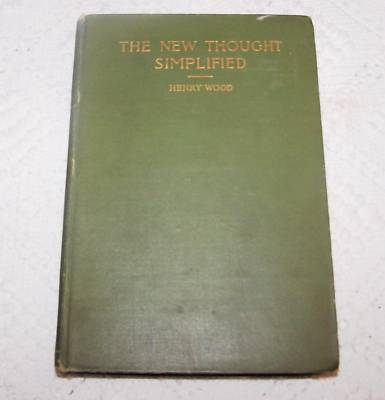 THE NEW THOUGHT
SIMPLIFIED
HENRY WOOD